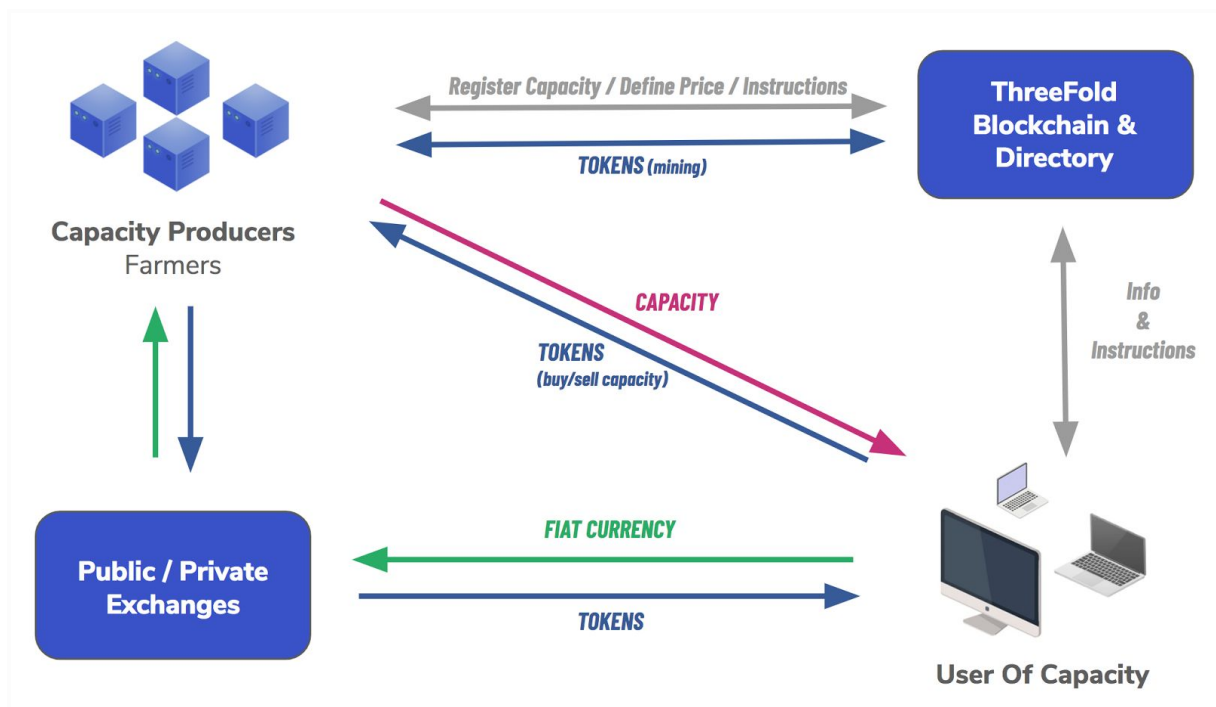 Register Capacity / Define Price / Instructions
TOKENS (mining)
ThreeFold
Blockchain &
Directory
Capacity Producers
Farmers
CAPACITY
TOKENS
(buy/sell capacity)
Info
&
Instructions
Public / Private
Exchanges
FIAT CURRENCY
TOKENS
User Of Capacity